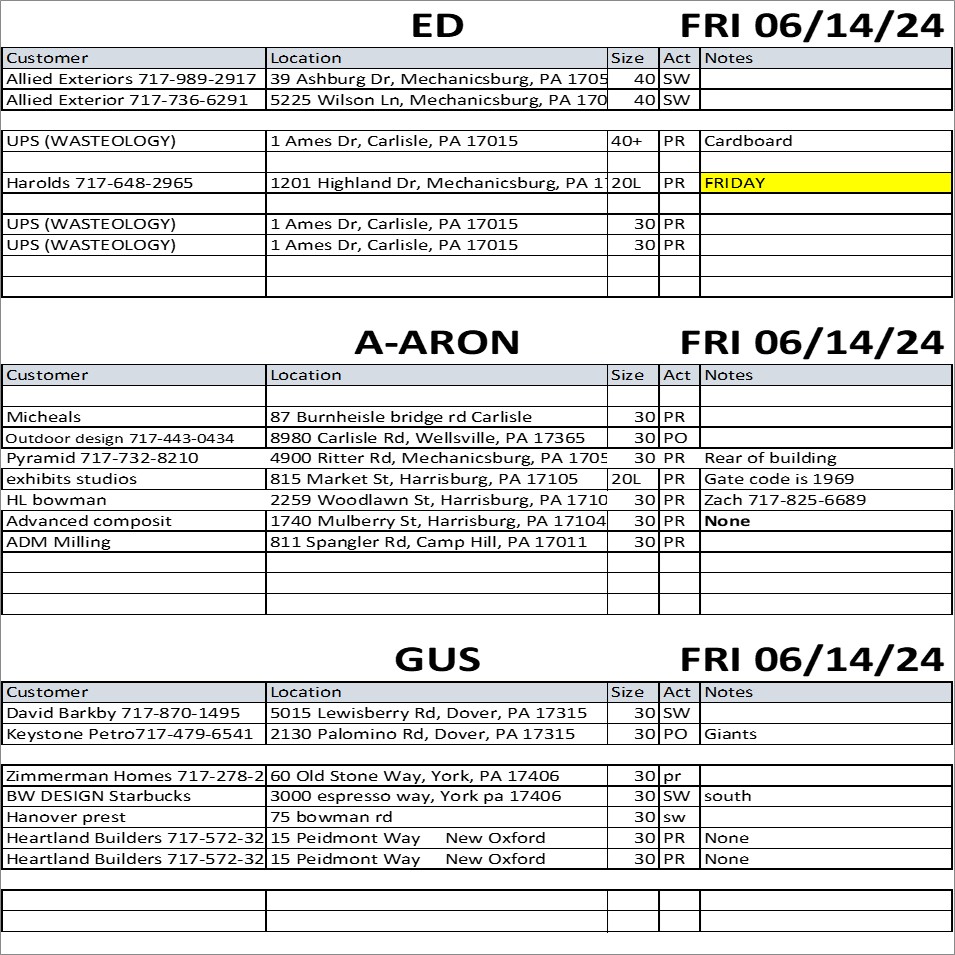 ED FRI 06/14/24
Customer Location Size Act Notes
Allied Exteriors 717-989-2917 39 Ashburg Dr, Mechanicsburg, PA 1705 40 SW
Allied Exterior 717-736-6291 5225 Wilson Ln, Mechanicsburg, PA 170 40 SW
UPS (WASTEOLOGY) 1 Ames Dr, Carlisle, PA 17015 40+ PR Cardboard
Harolds 717-648-2965 1201 Highland Dr, Mechanicsburg, PA 1 20L PR FRIDAY
UPS (WASTEOLOGY) 1 Ames Dr, Carlisle, PA 17015 30 PR
UPS (WASTEOLOGY) 1 Ames Dr, Carlisle, PA 17015 30 PR
A-ARON FRI 06/14/24
Customer Location Size Act Notes
Micheals 87 Burnheisle bridge rd Carlisle 30 PR
Outdoor design 717-443-0434 8980 Carlisle Rd, Wellsville, PA 17365 30 PO
Pyramid 717-732-8210 4900 Ritter Rd, Mechanicsburg, PA 1705 30 PR Rear of building
exhibits studios 815 Market St, Harrisburg, PA 17105 20L PR Gate code is 1969
HL bowman 2259 Woodlawn St, Harrisburg, PA 1710 30 PR Zach 717-825-6689
Advanced composit 1740 Mulberry St, Harrisburg, PA 17104 30 PR None
ADM Milling 811 Spangler Rd, Camp Hill, PA 17011 30 PR
GUS FRI 06/14/24
Customer Location Size Act Notes
David Barkby 717-870-1495 5015 Lewisberry Rd, Dover, PA 17315 30 SW
Keystone Petro717-479-6541 2130 Palomino Rd, Dover, PA 17315 30 PO Giants
Zimmerman Homes 717-278-2 60 Old Stone Way, York, PA 17406 30 pr
BW DESIGN Starbucks 3000 espresso way, York pa 17406 30 SW south
Hanover prest 75 bowman rd 30 sw
Heartland Builders 717-572-32 15 Peidmont Way New Oxford 30 PR None
Heartland Builders 717-572-32 15 Peidmont Way New Oxford 30 PR None